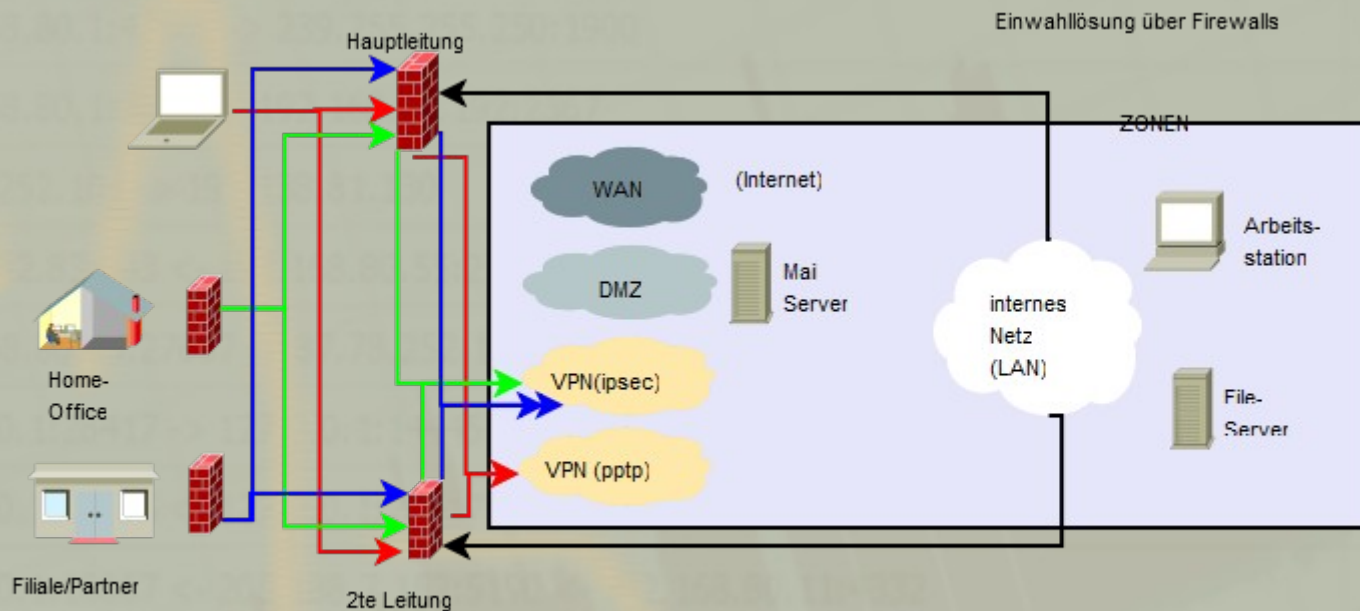 Einwahllösung über Firewalls
Hauptleitung
ZONEN
WAN
(Internet)
Arbeits-
station
DMZ
Mai
Server
internes
Netz
(LAN)
Home-
Office
VPN(ipsec)
File-
Server
VPN (pptp)
Filiale/Partner
2te Leitung